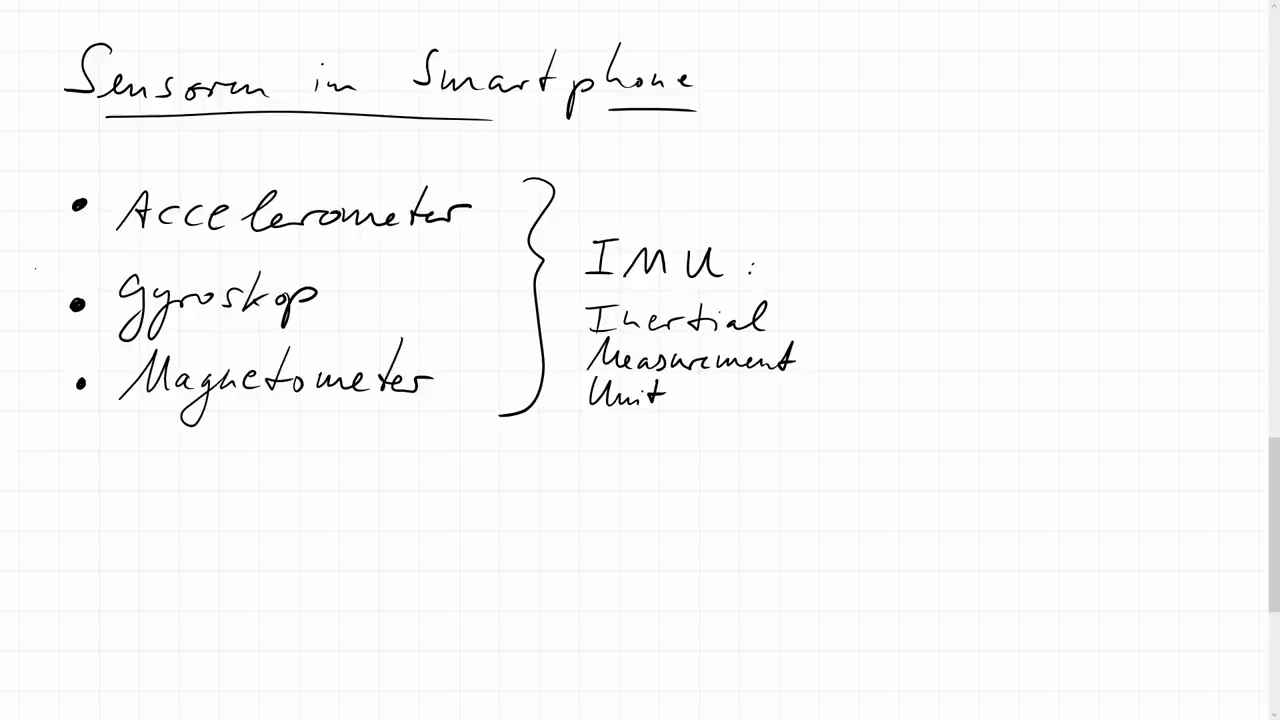 Sensoren im Smartphone
• Accelerometer
• Gyroskop
• Magnetometer
IMU:
Inertial
Measurement
Unit